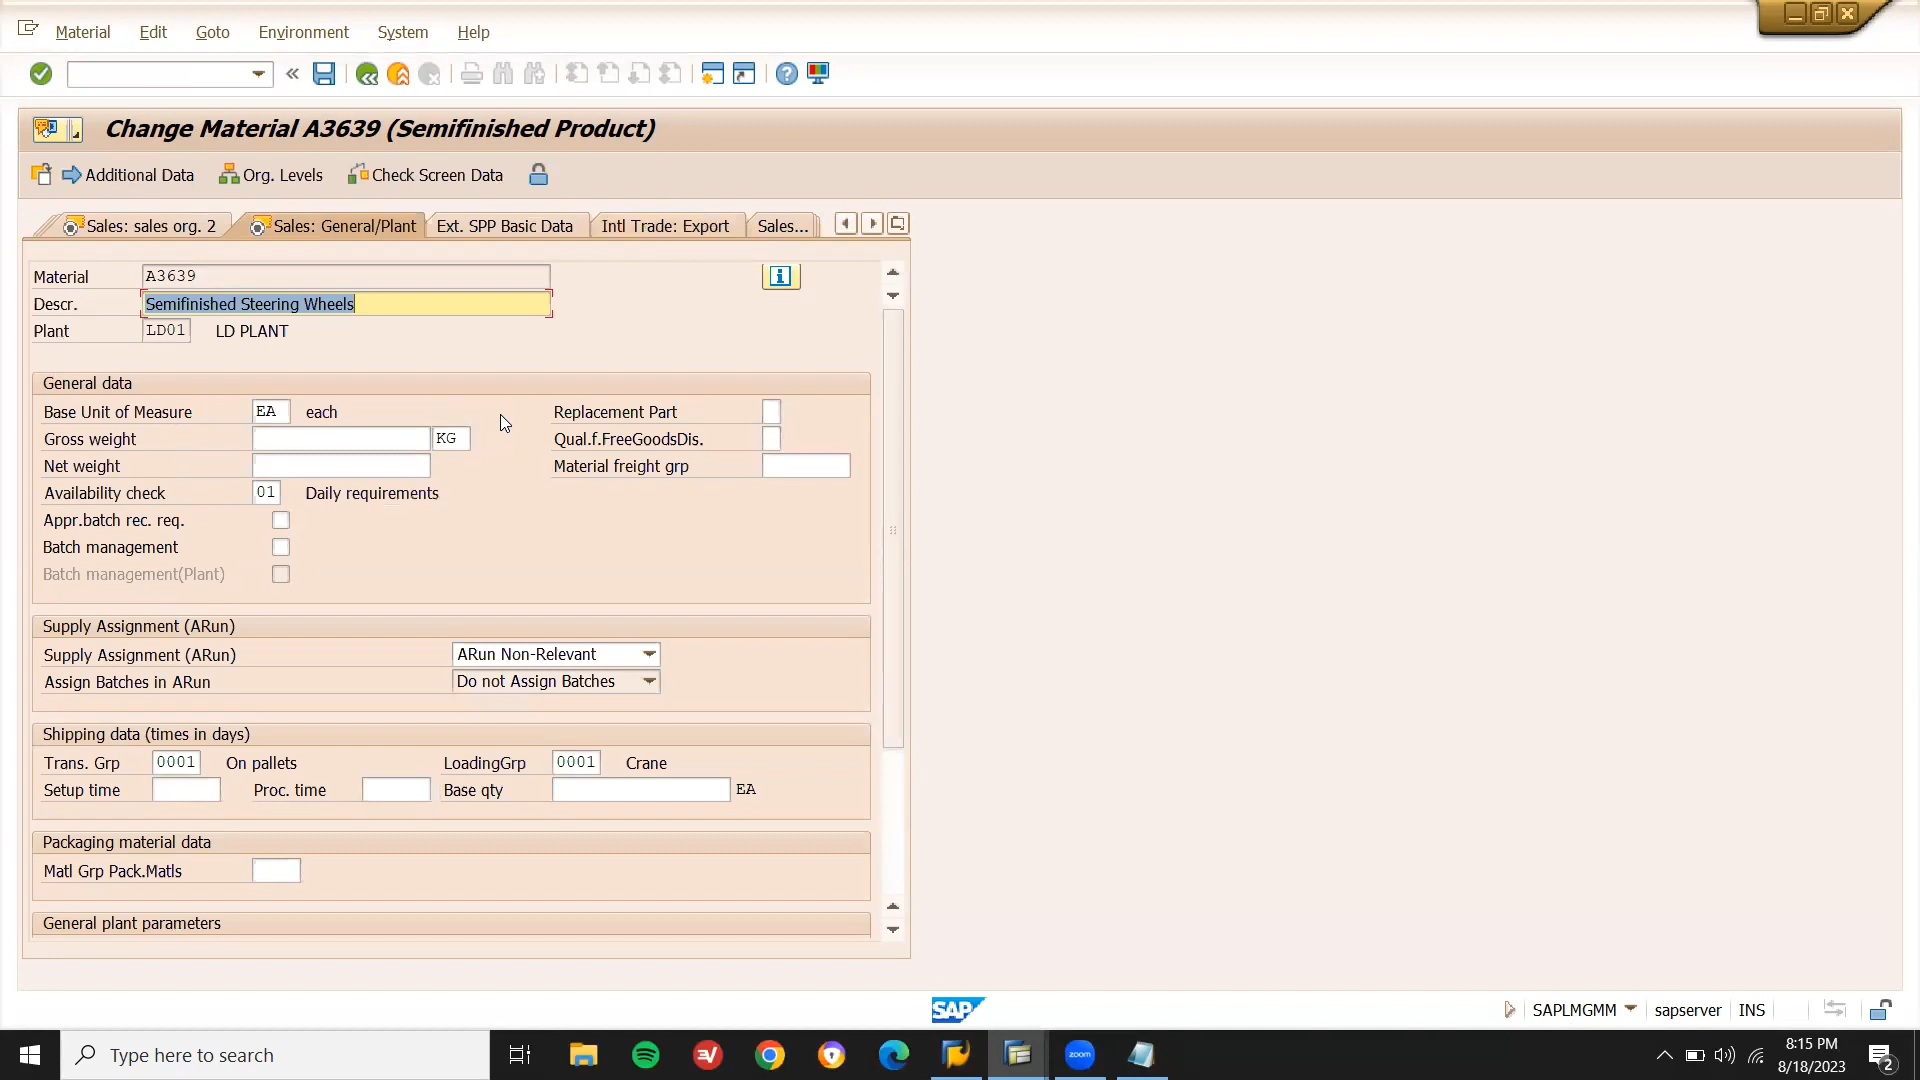 Material Edit Goto Environment System Help
Change Material A3639 (Semifinished Product)
Additional Data Org. Levels Check Screen Data
Sales: sales org. 2 Sales: General/Plant Ext. SPP Basic Data Intl Trade: Export Sales...
Material A3639
Descr. Semifinished Steering Wheels
Plant LD01 LD PLANT
General data
Base Unit of Measure EA each Replacement Part
Gross weight KG Qual.f.FreeGoodsDis.
Net weight Material freight grp
Availability check 01 Daily requirements
Appr.batch rec. req.
Batch management
Batch management(Plant)
Supply Assignment (ARun)
Supply Assignment (ARun) ARun Non-Relevant
Assign Batches in ARun Do not Assign Batches
Shipping data (times in days)
Trans. Grp 0001 On pallets LoadingGrp 0001 Crane
Setup time Proc. time Base qty EA
Packaging material data
Matl Grp Pack.Matls
General plant parameters
SAP SAPLMGMM sapserver INS
Type here to search zoom 8:15 PM
8/18/2023 2